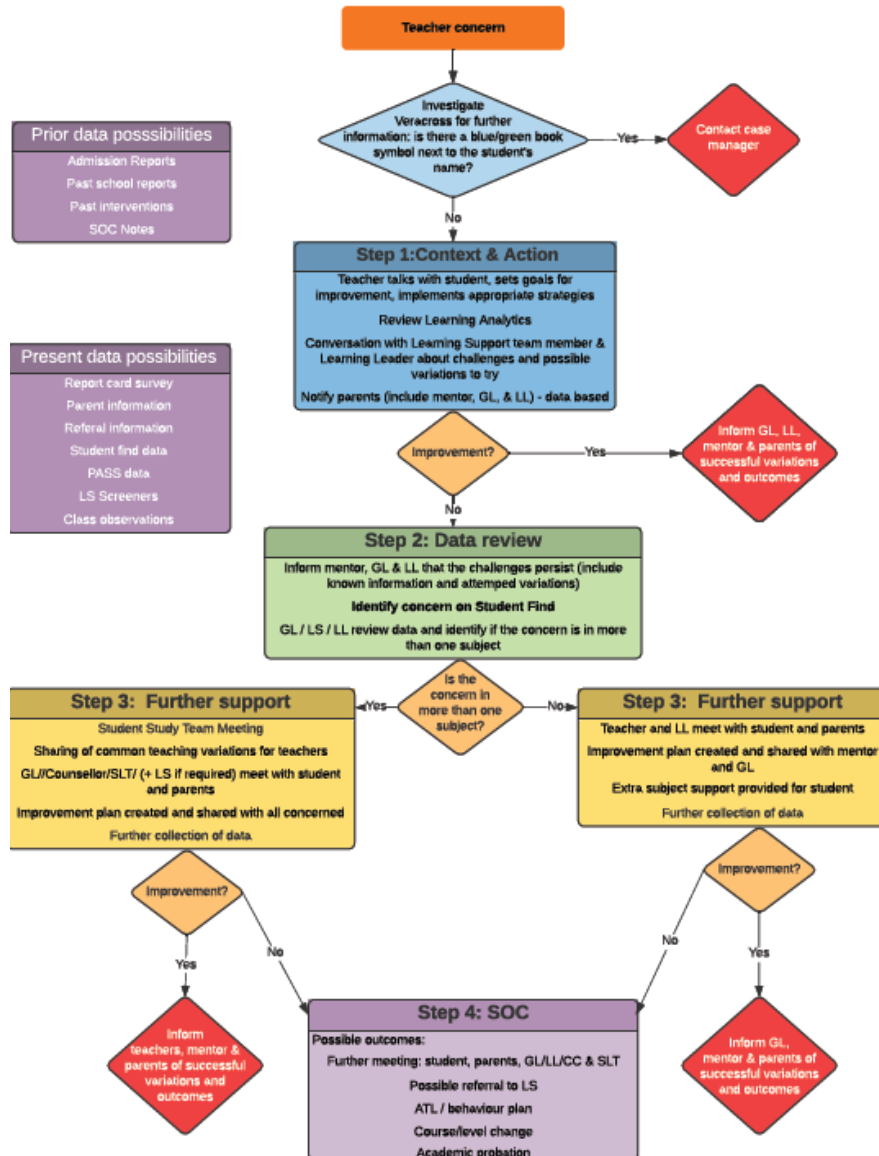 Teacher concern
Investigate
Veracross for further
information: is there a blue/green book
symbol next to the student's
name?
Yes
Contact case
manager
Prior data posssibilities
Admission Reports
Past school reports
Past interventions
SOC Notes
No
Step 1:Context & Action
Teacher talks with student, sets goals for
improvement, implements appropriate strategies
Review Learning Analytics
Conversation with Learning Support team member &
Learning Leader about challenges and possible
variations to try
Notify parents (include mentor, GL, & LL) - data based
Present data possibilities
Report card survey
Parent information
Referal information
Student find data
PASS data
LS Screeners
Class observations
Improvement?
Yes
Inform GL, LL,
mentor & parents of
successful variations
and outcomes
No
Step 2: Data review
Inform mentor, GL & LL that the challenges persist (include
known information and attemped variations)
Identify concern on Student Find
GL / LS / LL review data and identify if the concern is in more
than one subject
Is the
concern in
more than one
subject?
Yes
No
Step 3: Further support
Student Study Team Meeting
Sharing of common teaching variations for teachers
GL//Counsellor/SLT/ (+ LS if required) meet with student
and parents
Improvement plan created and shared with all concerned
Further collection of data
Step 3: Further support
Teacher and LL meet with student and parents
Improvement plan created and shared with mentor
and GL
Extra subject support provided for student
Further collection of data
Improvement?
Improvement?
No
No
Yes
Yes
Inform
teachers, mentor &
parents of successful
variations and
outcomes
Step 4: SOC
Possible outcomes:
Further meeting: student, parents, GL/LL/CC & SLT
Possible referral to LS
ATL / behaviour plan
Course/level change
Academic probation
Inform GL,
mentor & parents of
successful variations
and outcomes